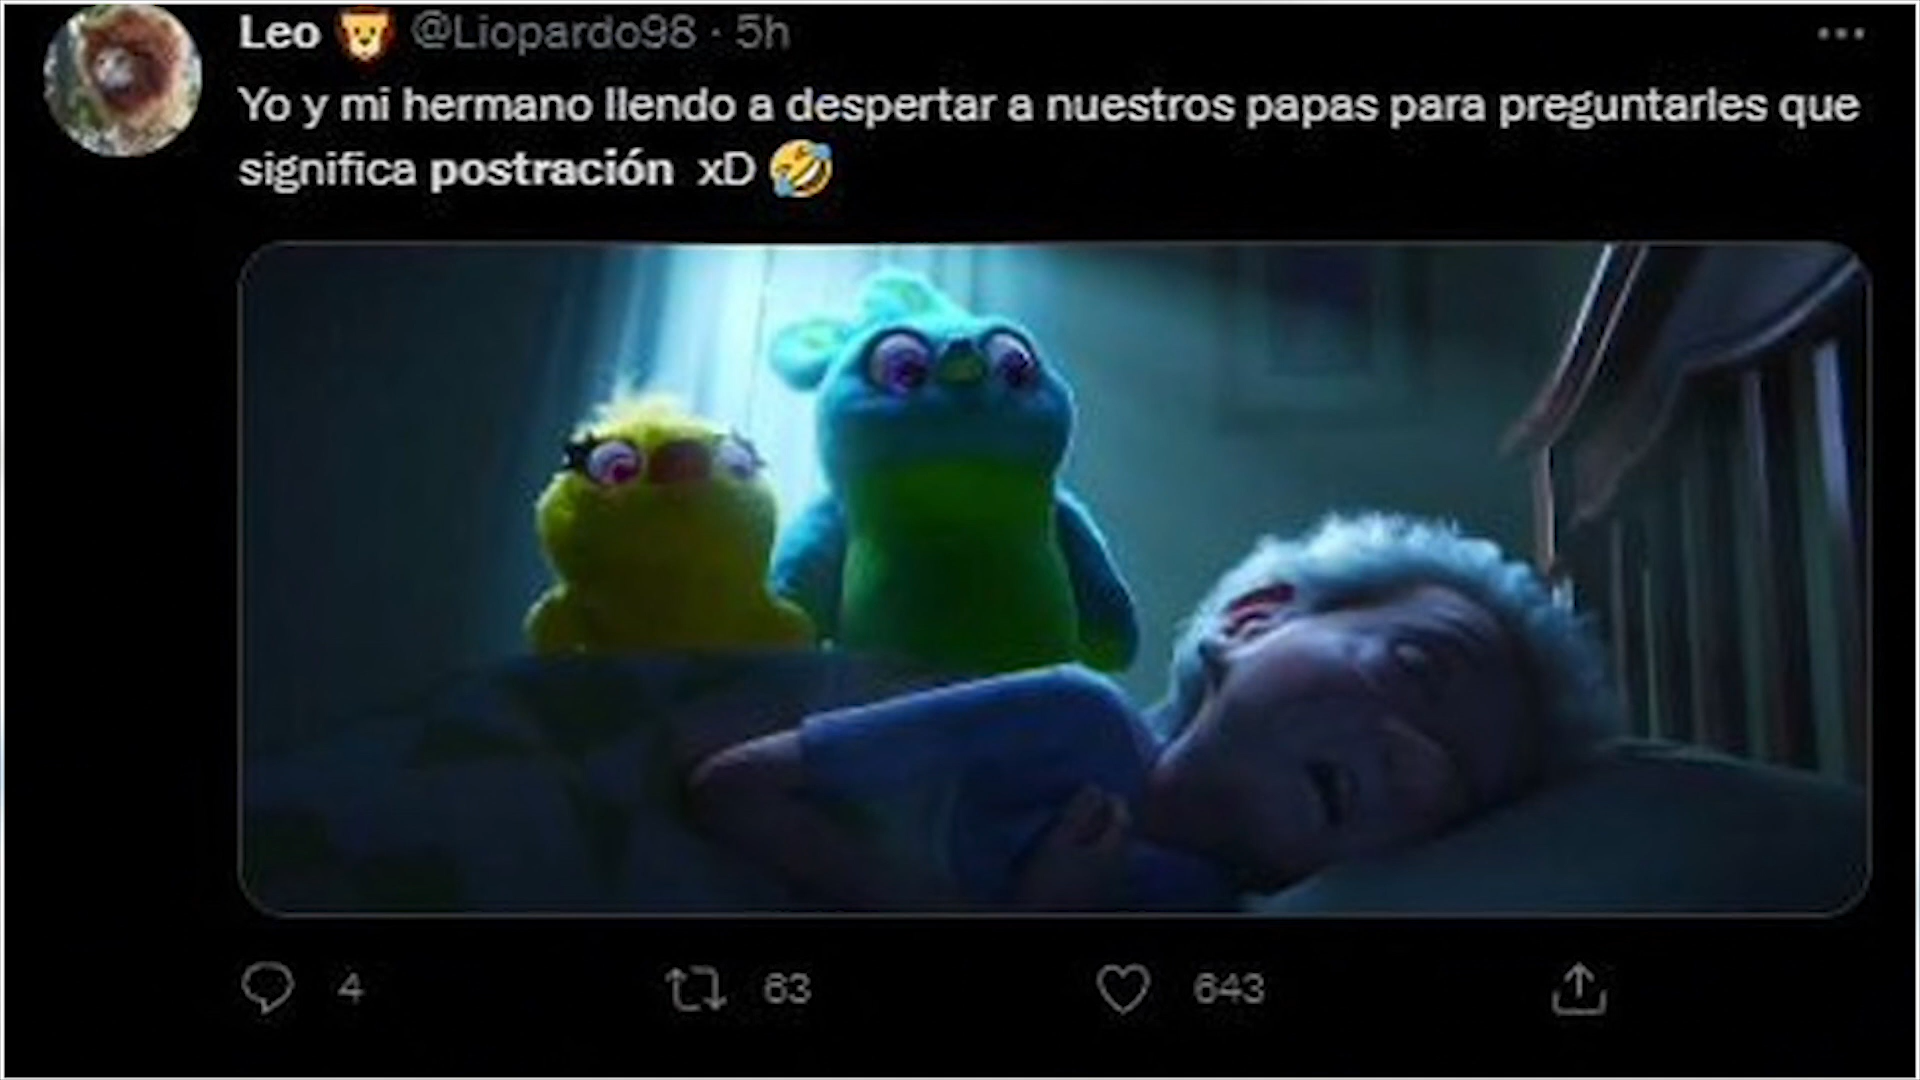 Leo 🦁 @Liopardo98 · 5h
Yo y mi hermano llendo a despertar a nuestros papas para preguntarles que
significa postración xD 🤣
4 63 643